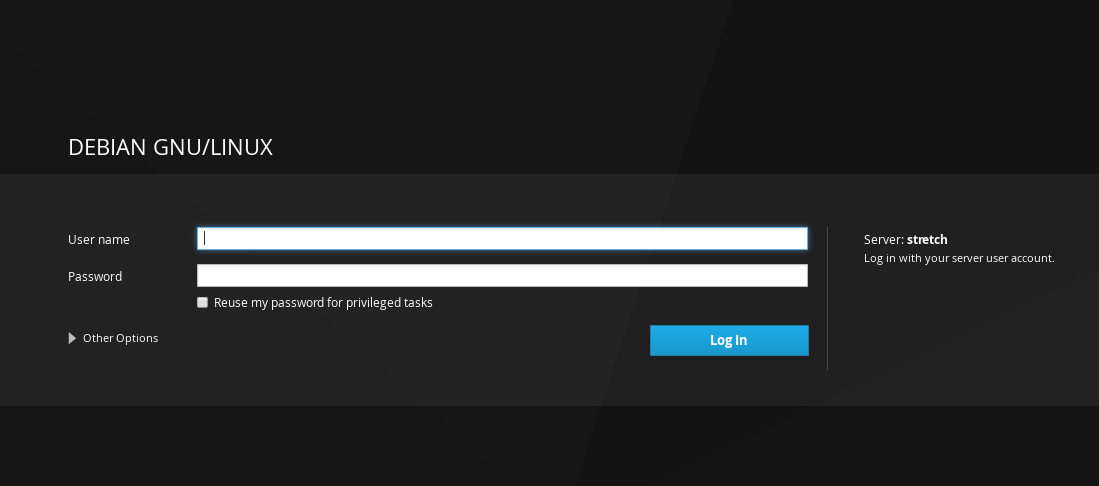 DEBIAN GNU/LINUX
User name
Server: stretch
Log in with your server user account.
Password
Reuse my password for privileged tasks
Other Options
Log In